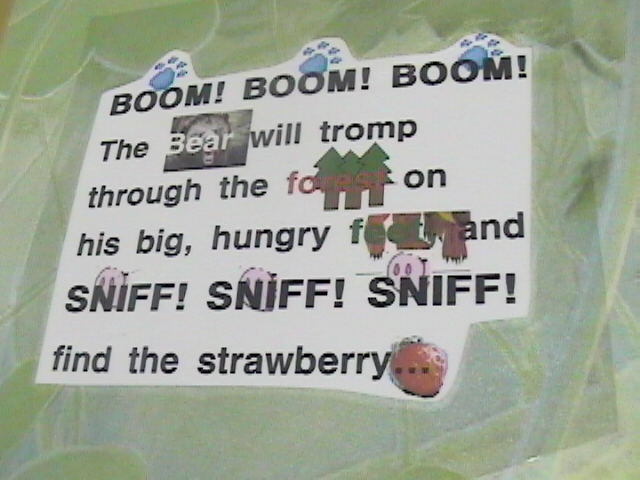 BOOM! BOOM! BOOM!
The Bear will tromp
through the forest on
his big, hungry feet, and
SNIFF! SNIFF! SNIFF!
find the strawberry...